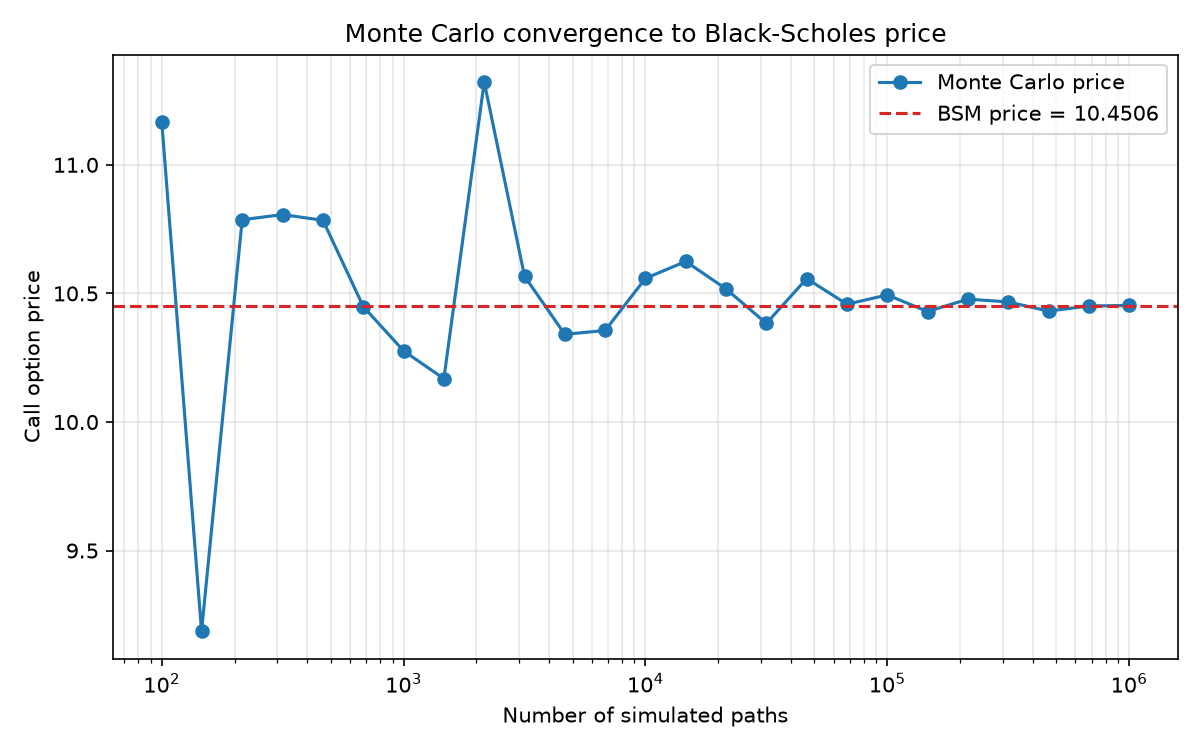 Monte Carlo convergence to Black-Scholes price
Monte Carlo price
BSM price = 10.4506
Call option price
11.0
10.5
10.0
9.5
10²
10³
10⁴
10⁵
10⁶
Number of simulated paths